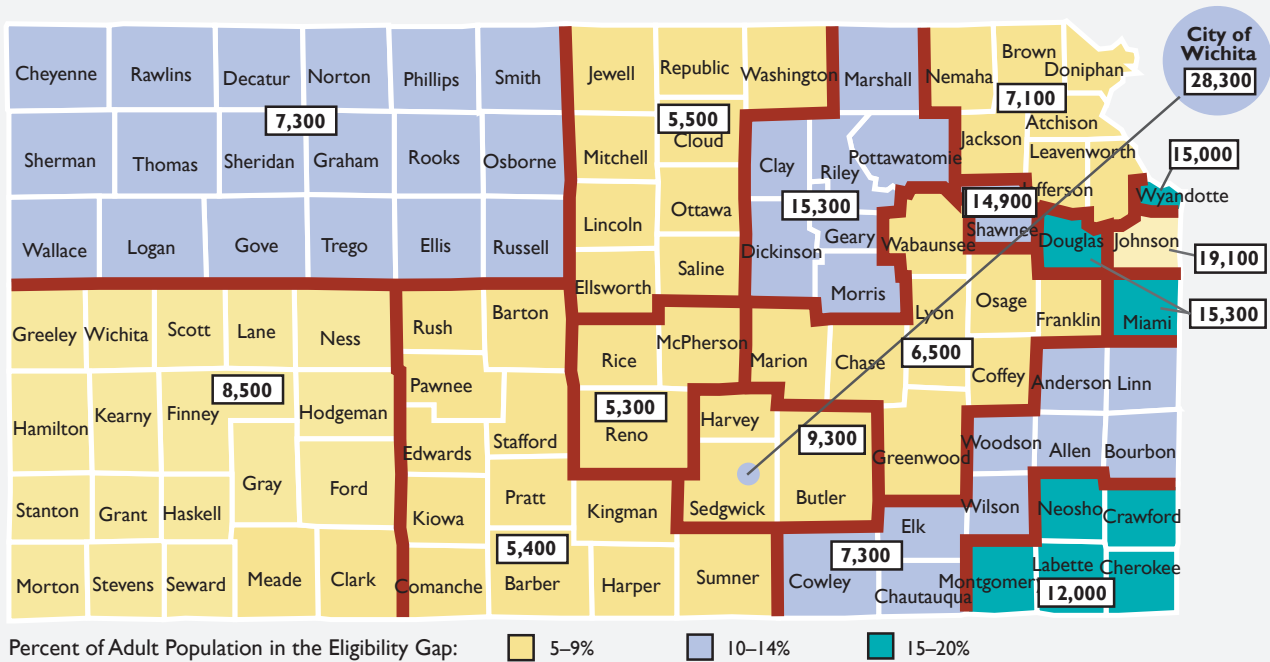 City of
Wichita
28,300
Cheyenne
Rawlins
Decatur
Norton
Phillips
Smith
Jewell
Republic
Washington
Marshall
Nemaha
Brown
Doniphan
7,300
5,500
7,100
Sherman
Thomas
Sheridan
Graham
Rooks
Osborne
Mitchell
Cloud
Clay
Riley
Pottawatomie
Jackson
Atchison
Leavenworth
15,000
15,300
14,900
Jefferson
Wyandotte
Wallace
Logan
Gove
Trego
Ellis
Russell
Lincoln
Ottawa
Dickinson
Geary
Wabaunsee
Shawnee
Douglas
Johnson
19,100
Ellsworth
Saline
Morris
Greeley
Wichita
Scott
Lane
Ness
Rush
Barton
Rice
McPherson
Marion
Chase
Lyon
Osage
Franklin
Miami
15,300
8,500
6,500
Hamilton
Kearny
Finney
Hodgeman
Pawnee
Edwards
Stafford
5,300
Reno
Harvey
9,300
Greenwood
Coffey
Anderson
Linn
Woodson
Allen
Bourbon
Stanton
Grant
Haskell
Gray
Ford
Kiowa
Pratt
Kingman
Sedgwick
Butler
Elk
Wilson
Neosho
Crawford
5,400
7,300
12,000
Morton
Stevens
Seward
Meade
Clark
Comanche
Barber
Harper
Sumner
Cowley
Chautauqua
Montgomery
Labette
Cherokee
Percent of Adult Population in the Eligibility Gap: 5–9% 10–14% 15–20%